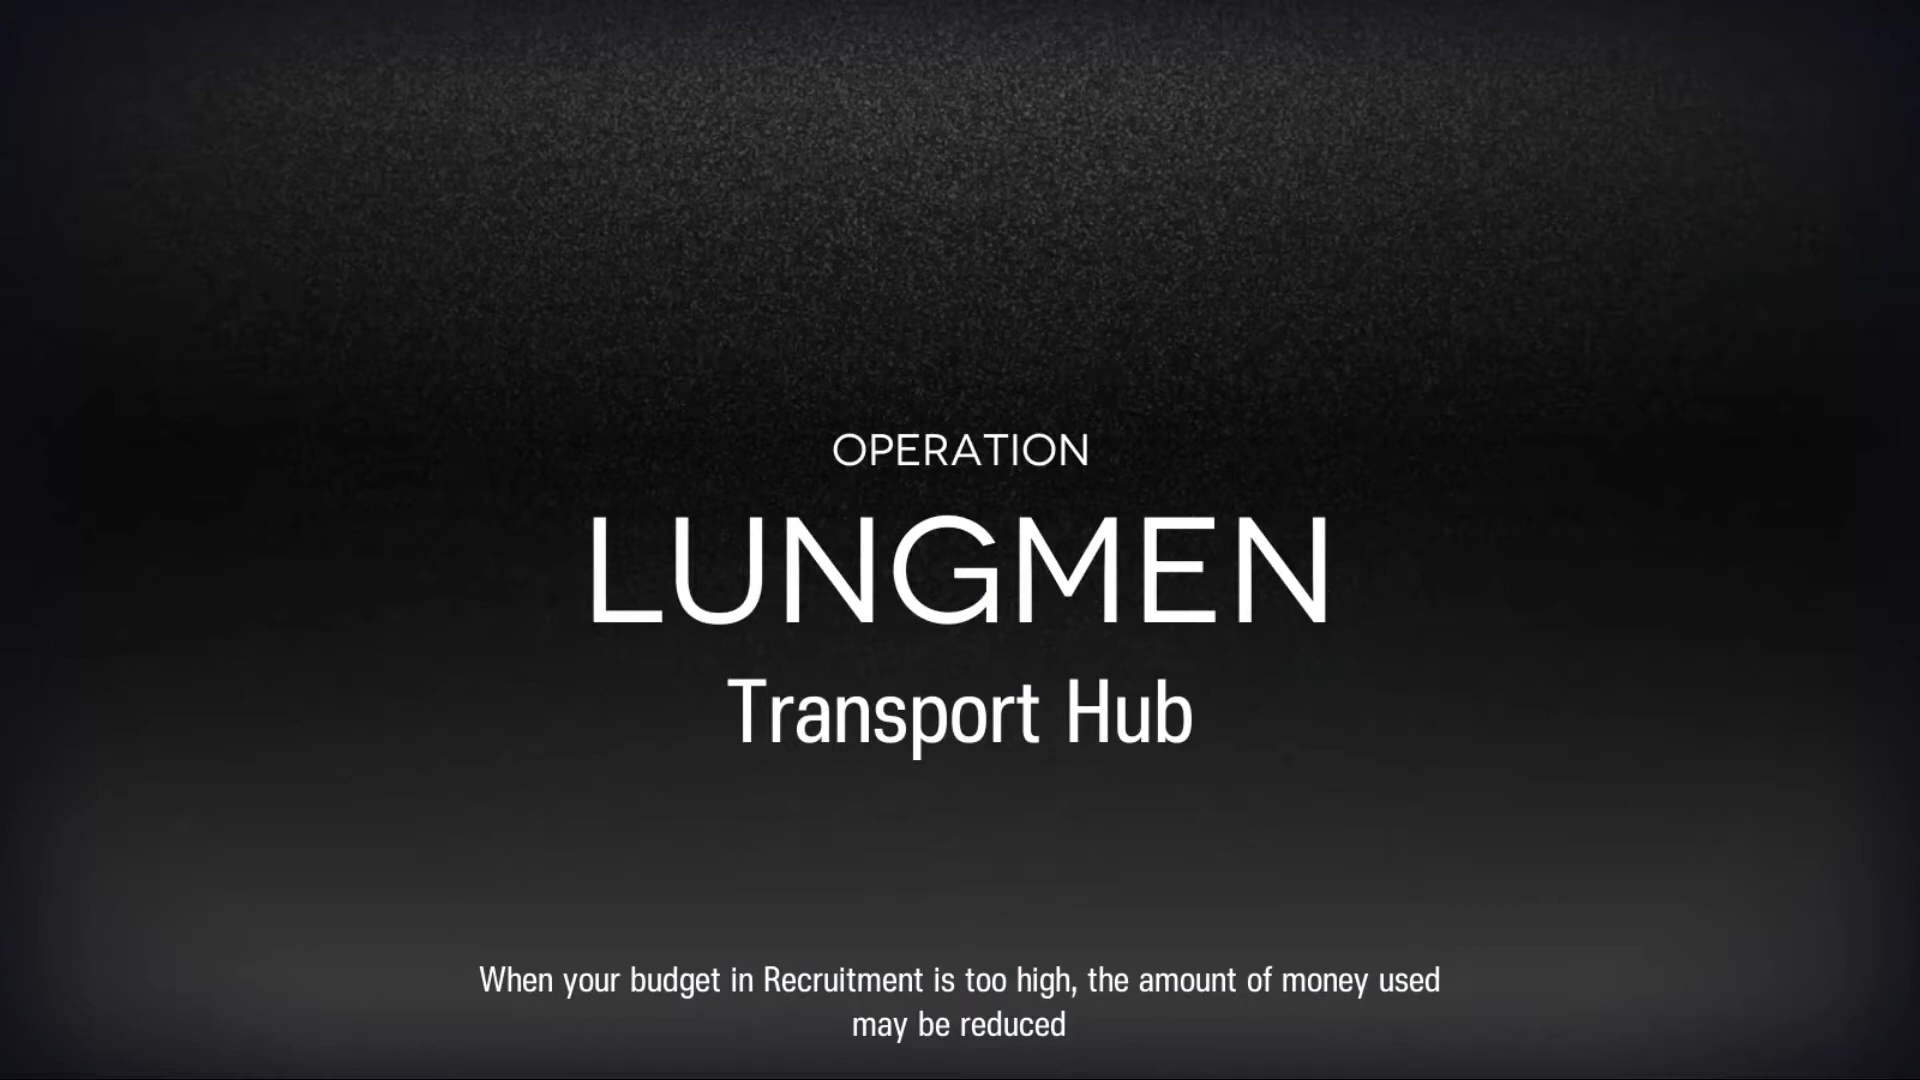 OPERATION
LUNGMEN
Transport Hub
When your budget in Recruitment is too high, the amount of money used
may be reduced